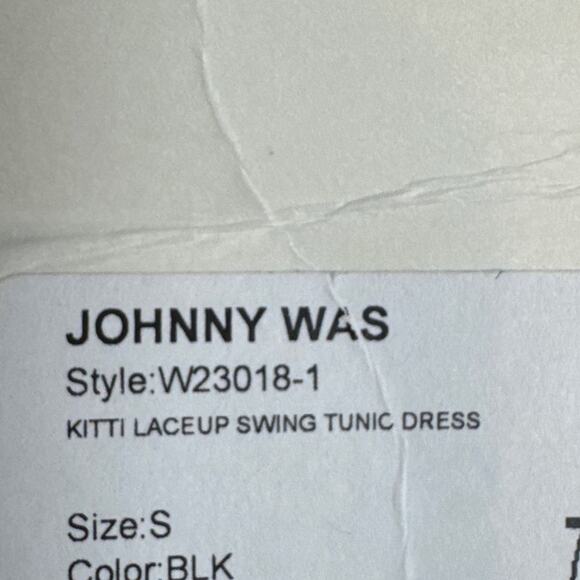 JOHNNY WAS
Style:W23018-1
KITTI LACEUP SWING TUNIC DRESS
Size:S
Color:BLK